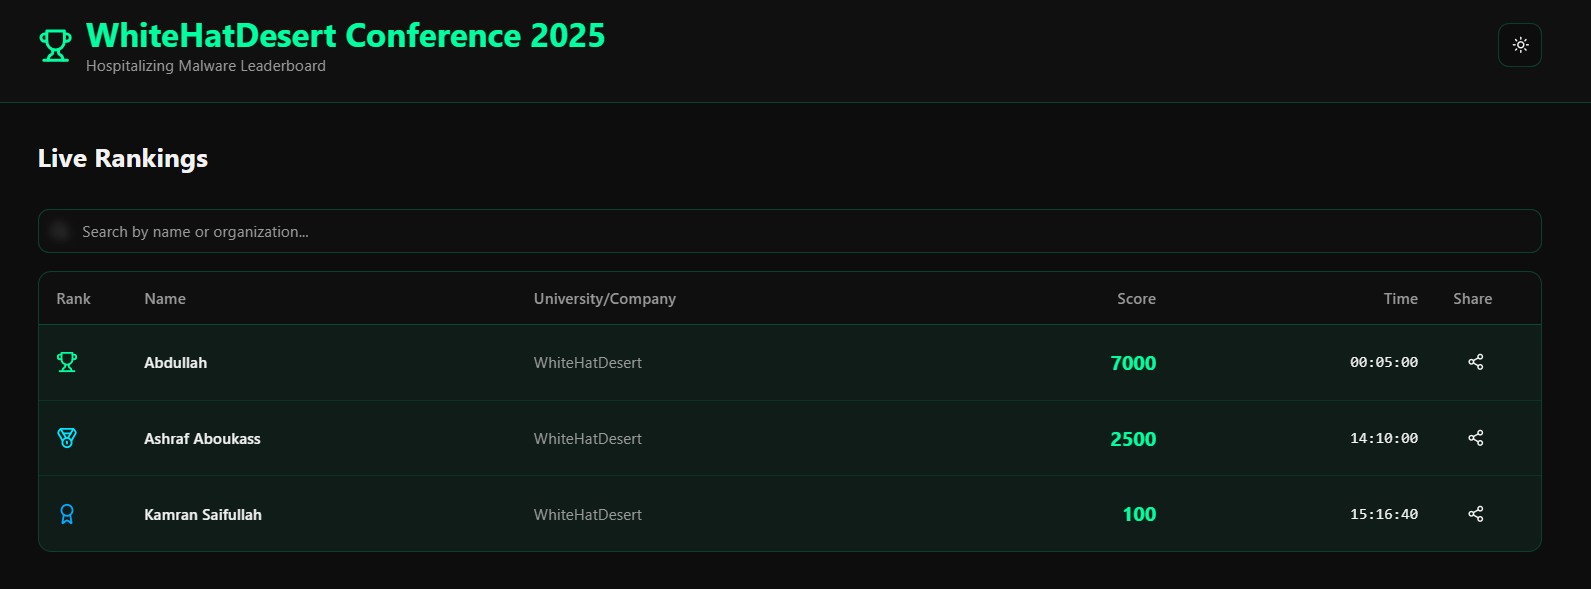 WhiteHatDesert Conference 2025
Hospitalizing Malware Leaderboard
Live Rankings
Search by name or organization...
Rank Name University/Company Score Time Share
Abdullah WhiteHatDesert 7000 00:05:00
Ashraf Aboukass WhiteHatDesert 2500 14:10:00
Kamran Saifullah WhiteHatDesert 100 15:16:40